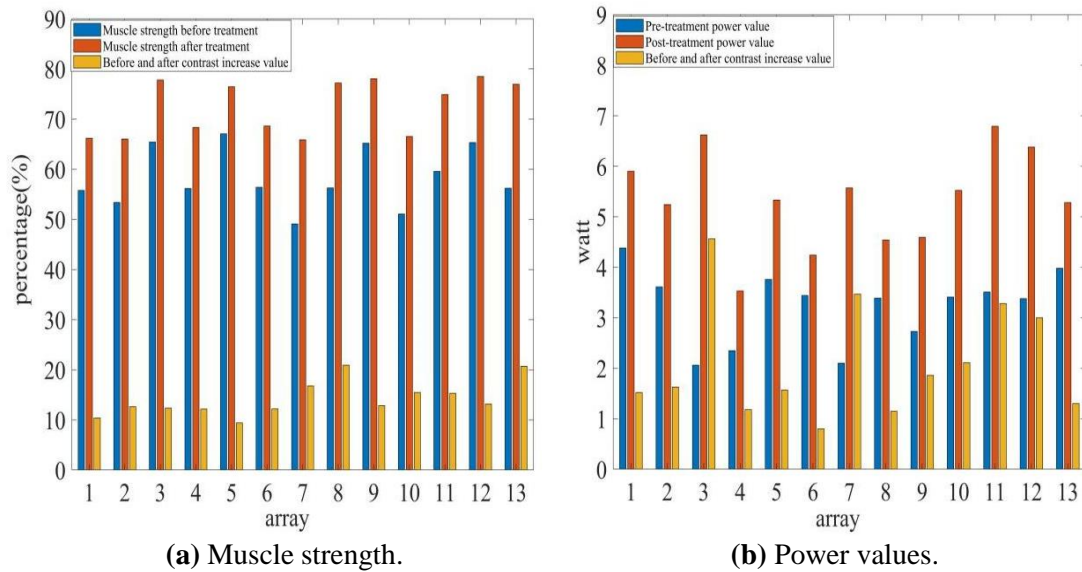 90
80
70
60
50
40
30
20
10
0
percentage(%)
Muscle strength before treatment
Muscle strength after treatment
Before and after contrast increase value
1 2 3 4 5 6 7 8 9 10 11 12 13
array
(a) Muscle strength.
9
8
7
6
5
4
3
2
1
0
watt
Pre-treatment power value
Post-treatment power value
Before and after contrast increase value
1 2 3 4 5 6 7 8 9 10 11 12 13
array
(b) Power values.